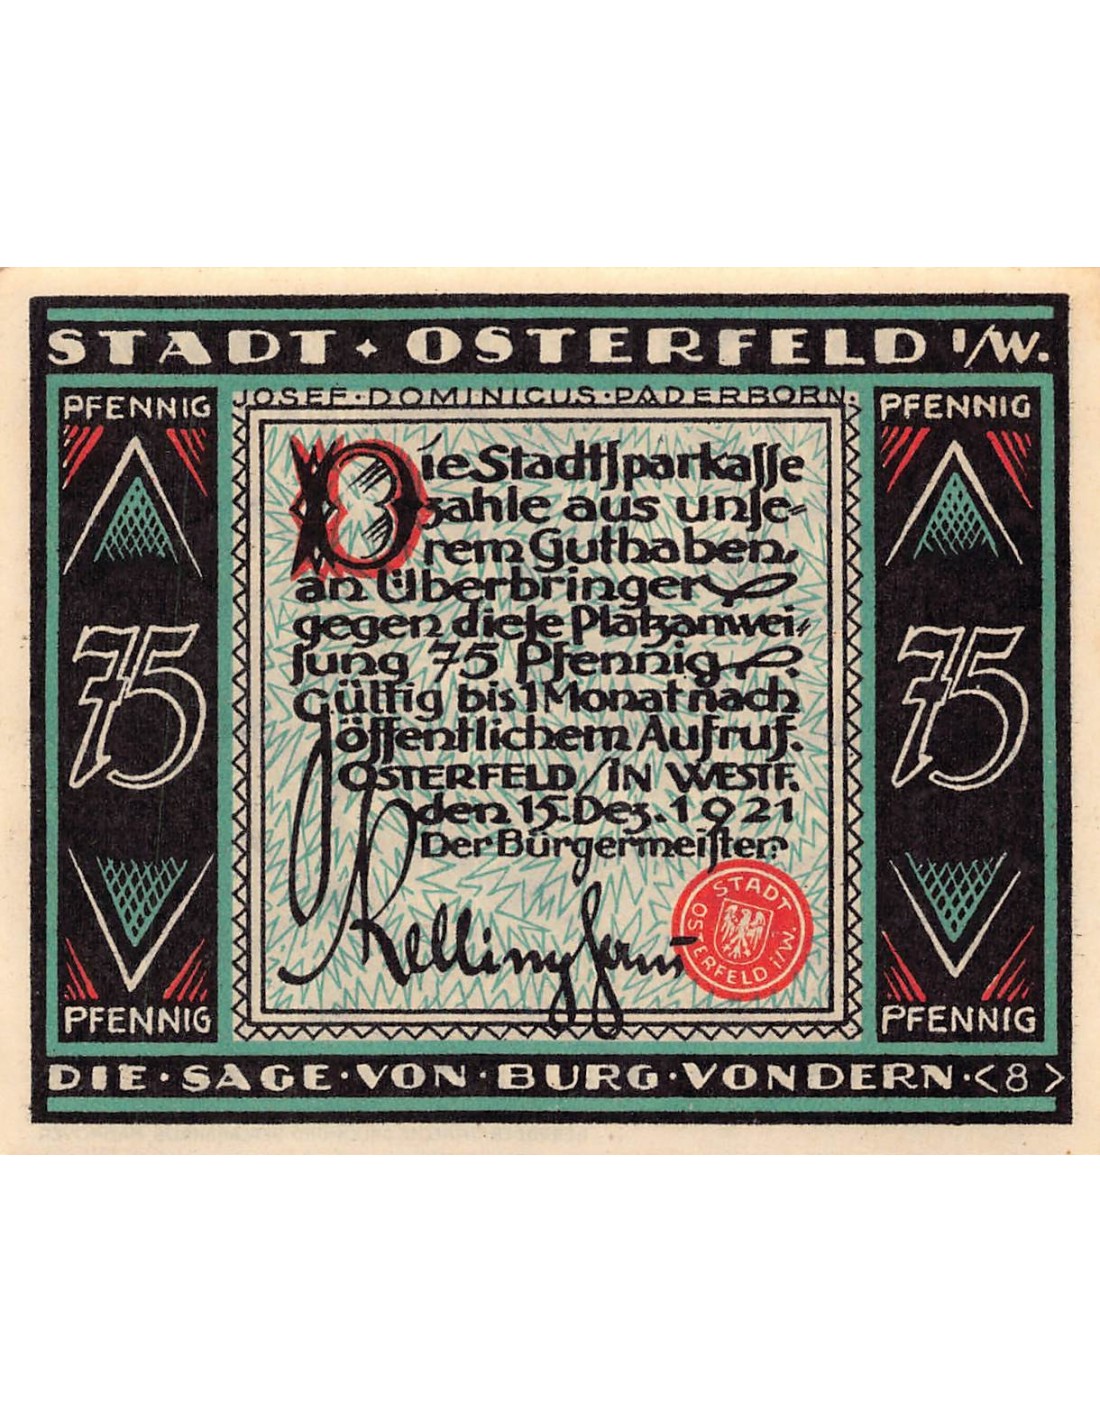 STADT · OSTERFELD I/W.
JOSEF · DOMINICUS · PADERBORN.
PFENNIG
PFENNIG
Die Stadtſparkaſſe
zahle aus unſe-
rem Guthaben,
an Überbringer
gegen dieſe Platzanwei-
ſung 75 Pfennig.
Gültig bis 1 Monat nach
öffentlichem Aufruf.
OSTERFELD/IN WESTF.
den 15. Dez. 1921
Der Bürgermeiſter:
75
75
STADT
OSTERFELD i/W.
PFENNIG
PFENNIG
DIE · SAGE · VON · BURG · VONDERN · <8>